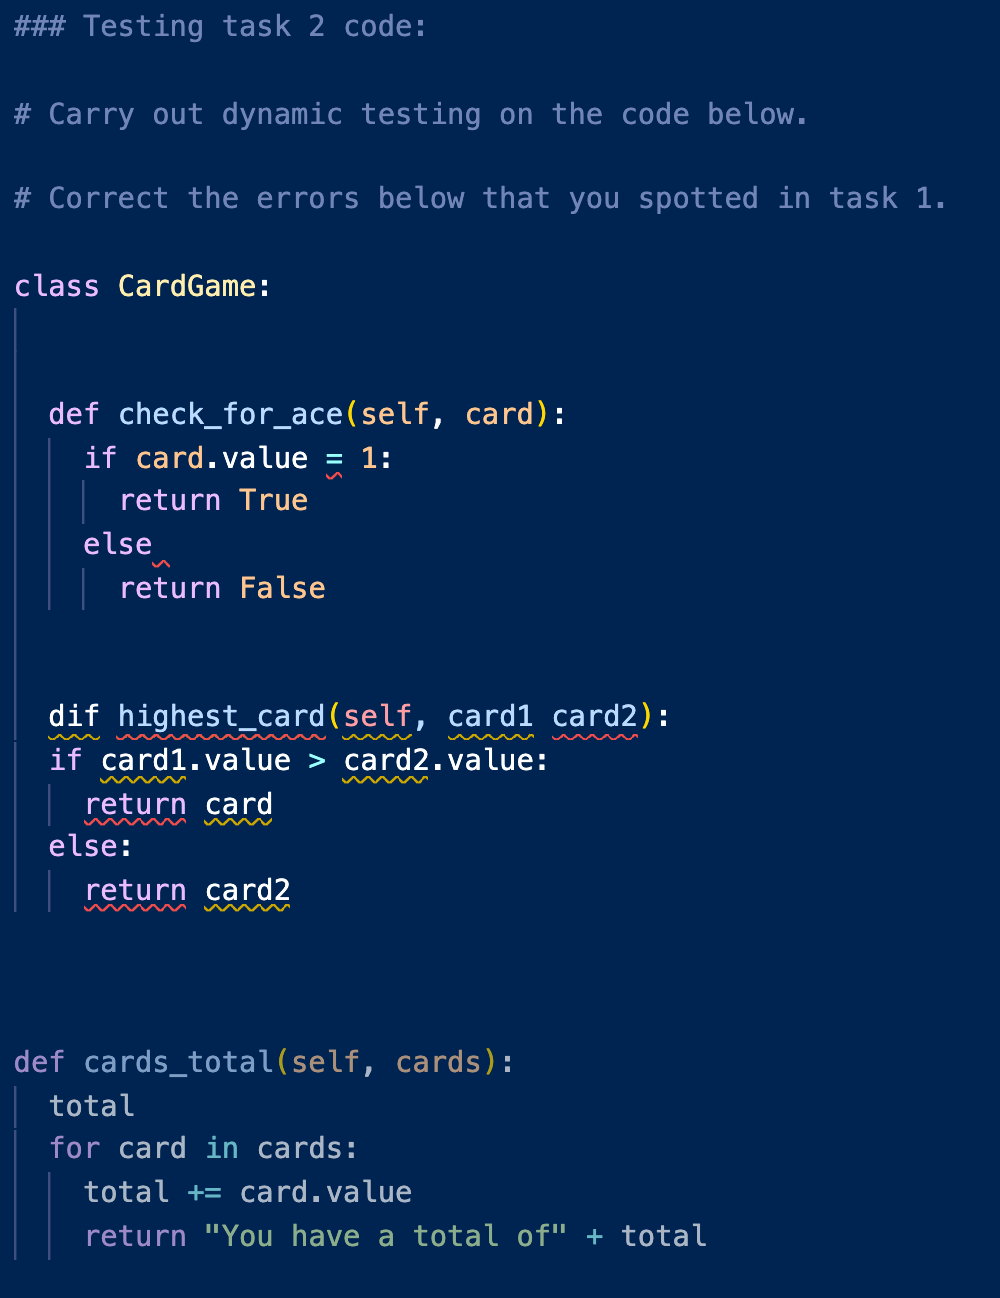 ### Testing task 2 code:
# Carry out dynamic testing on the code below.
# Correct the errors below that you spotted in task 1.
class CardGame:
  def check_for_ace(self, card):
    if card.value = 1:
      return True
    else
      return False
  dif highest_card(self, card1 card2):
  if card1.value > card2.value:
    return card
  else:
    return card2
def cards_total(self, cards):
  total
  for card in cards:
    total += card.value
    return "You have a total of" + total